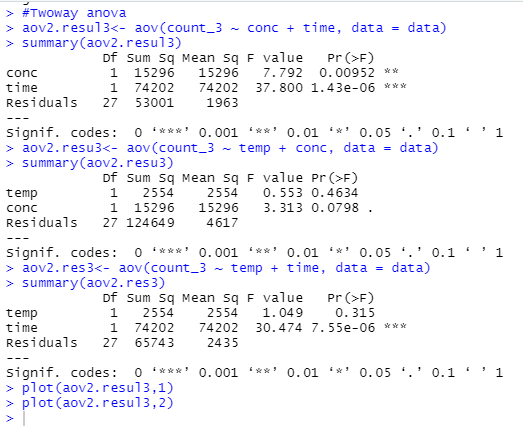 > #Twoway anova
> aov2.resul3<- aov(count_3 ~ conc + time, data = data)
> summary(aov2.resul3)
            Df Sum Sq Mean Sq F value   Pr(>F)
conc         1  15296   15296   7.792  0.00952 **
time         1  74202   74202  37.800 1.43e-06 ***
Residuals   27  53001    1963
---
Signif. codes:  0 ‘***’ 0.001 ‘**’ 0.01 ‘*’ 0.05 ‘.’ 0.1 ‘ ’ 1
> aov2.resu3<- aov(count_3 ~ temp + conc, data = data)
> summary(aov2.resu3)
            Df Sum Sq Mean Sq F value Pr(>F)
temp         1   2554    2554   0.553 0.4634
conc         1  15296   15296   3.313 0.0798 .
Residuals   27 124649    4617
---
Signif. codes:  0 ‘***’ 0.001 ‘**’ 0.01 ‘*’ 0.05 ‘.’ 0.1 ‘ ’ 1
> aov2.res3<- aov(count_3 ~ temp + time, data = data)
> summary(aov2.res3)
            Df Sum Sq Mean Sq F value   Pr(>F)
temp         1   2554    2554   1.049    0.315
time         1  74202   74202  30.474 7.55e-06 ***
Residuals   27  65743    2435
---
Signif. codes:  0 ‘***’ 0.001 ‘**’ 0.01 ‘*’ 0.05 ‘.’ 0.1 ‘ ’ 1
> plot(aov2.resul3,1)
> plot(aov2.resul3,2)
>